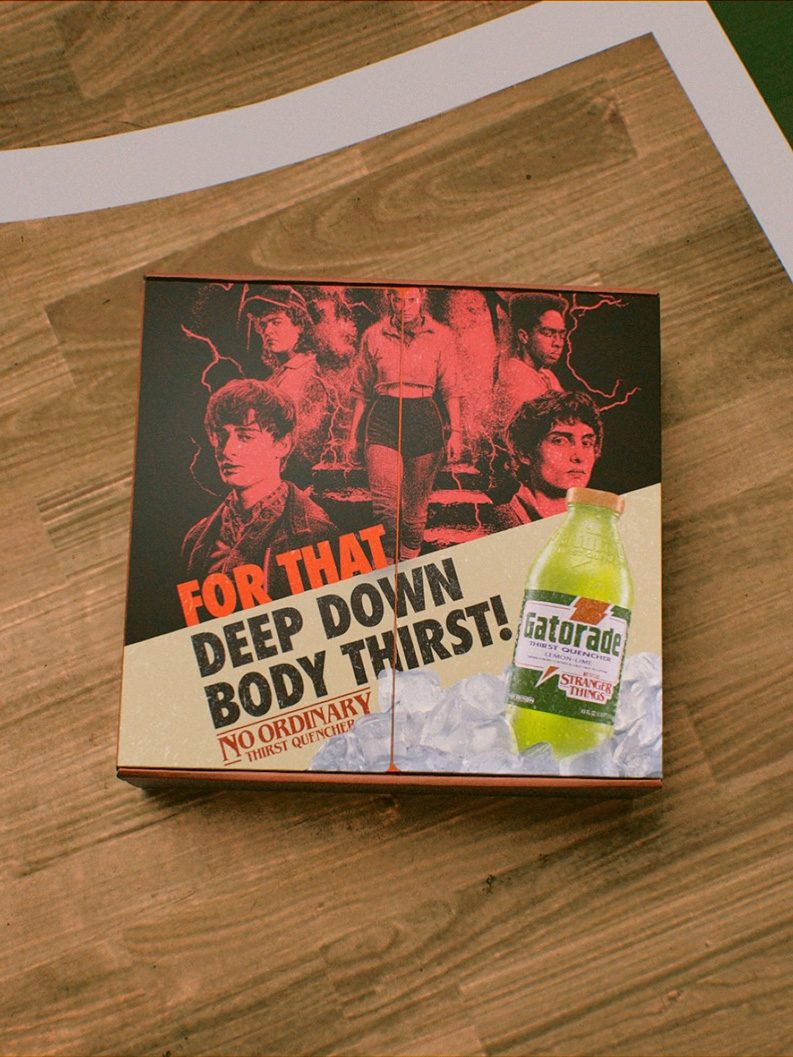 FOR THAT
DEEP DOWN
BODY THIRST!
NO ORDINARY
THIRST QUENCHER
Gatorade
THIRST QUENCHER
LEMON-LIME
STRANGER
THINGS